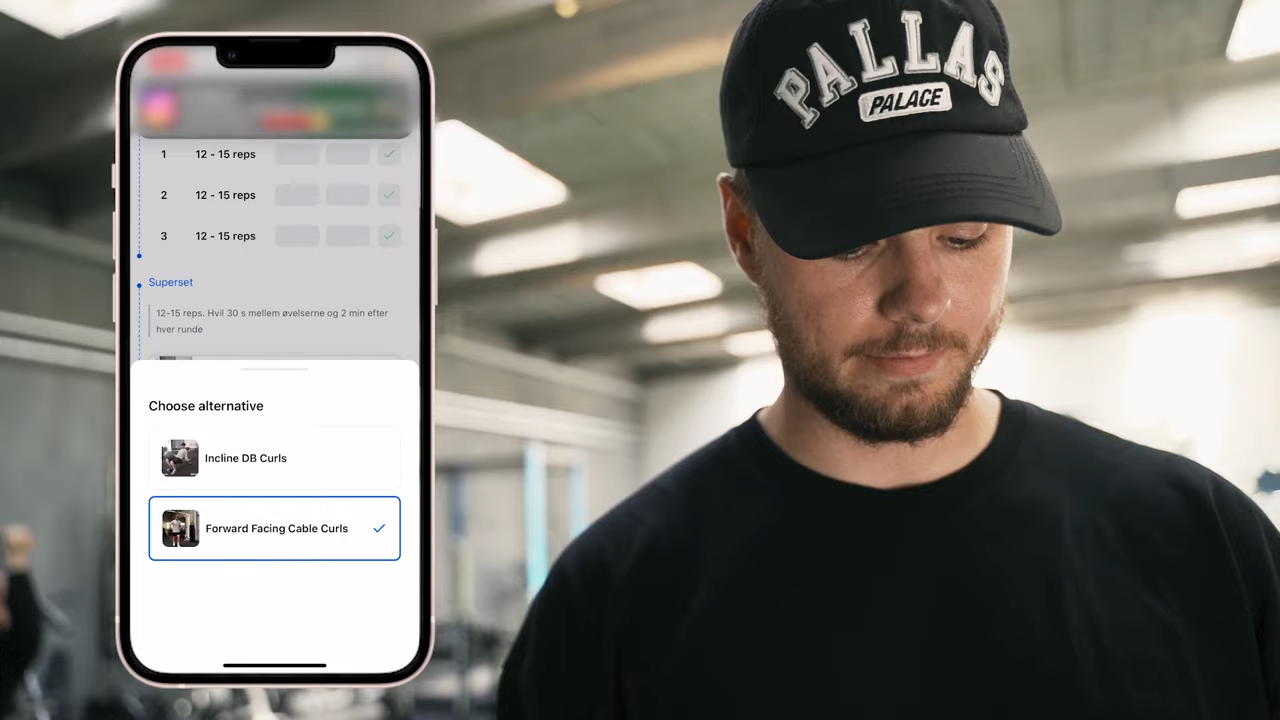 1 12 - 15 reps
2 12 - 15 reps
3 12 - 15 reps
Superset
12-15 reps. Hvil 30 s mellem øvelserne og 2 min efter
hver runde
Choose alternative
Incline DB Curls
Forward Facing Cable Curls
PALLAS
PALACE